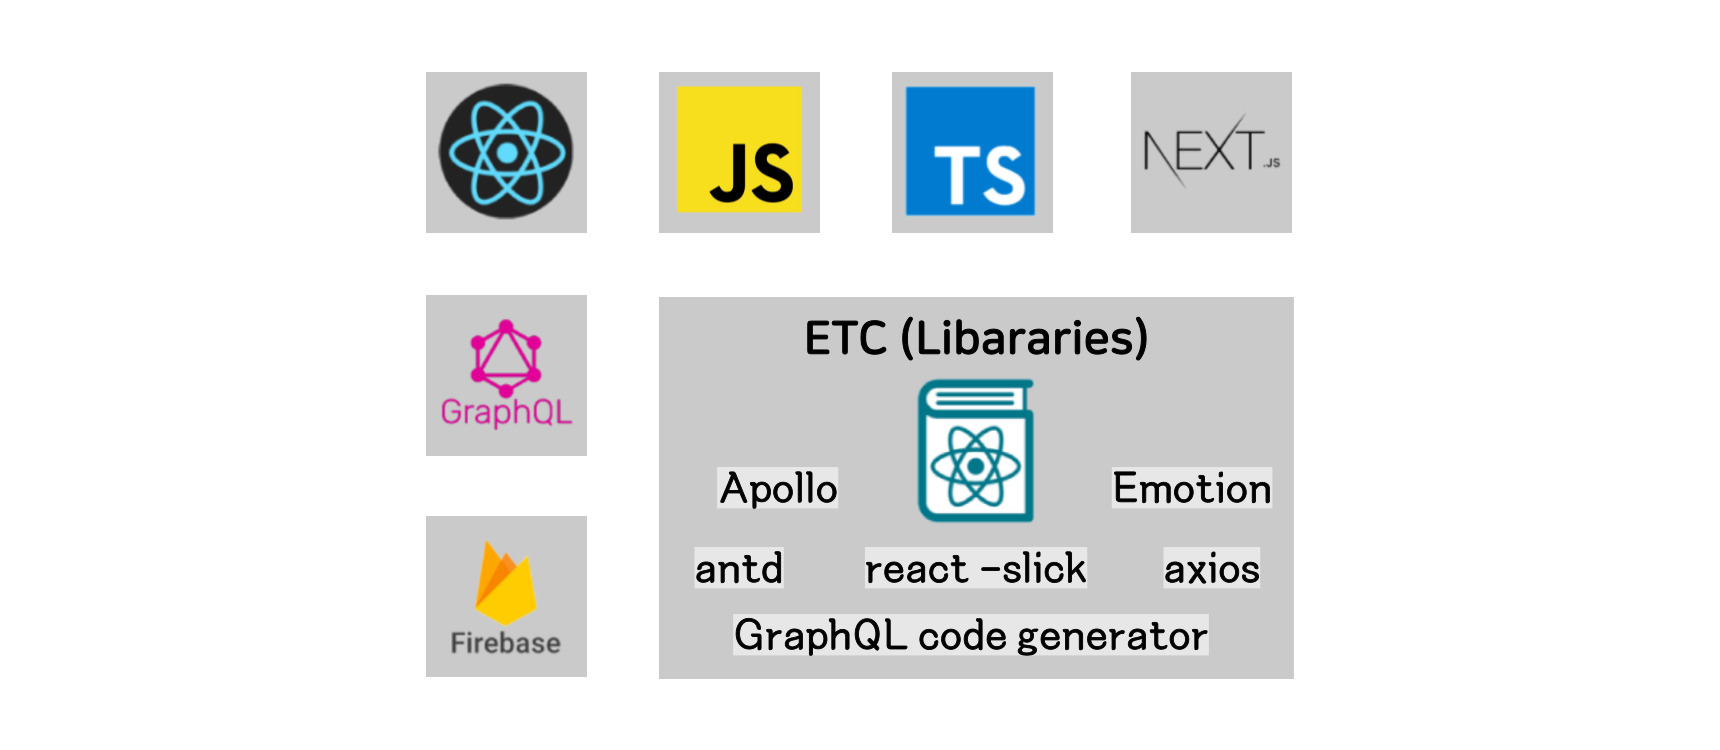 JS
TS
NEXT.JS
GraphQL
ETC (Libararies)
Apollo
Emotion
antd
react -slick
axios
Firebase
GraphQL code generator